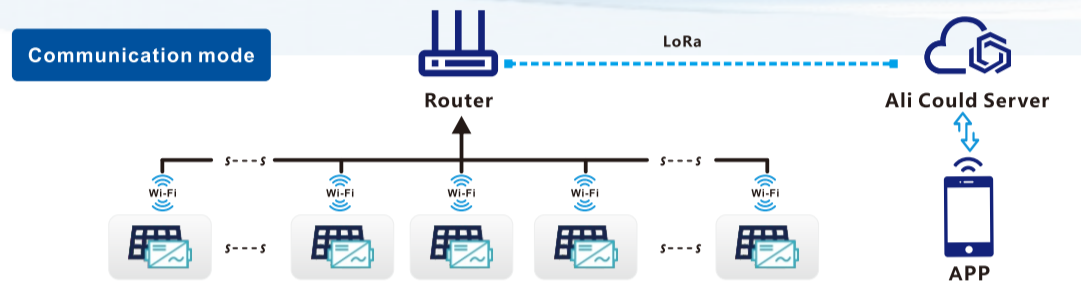 Communication mode
LoRa
Router
Ali Could Server
s---s
s---s
Wi-Fi
Wi-Fi
Wi-Fi
Wi-Fi
Wi-Fi
s---s
s---s
APP